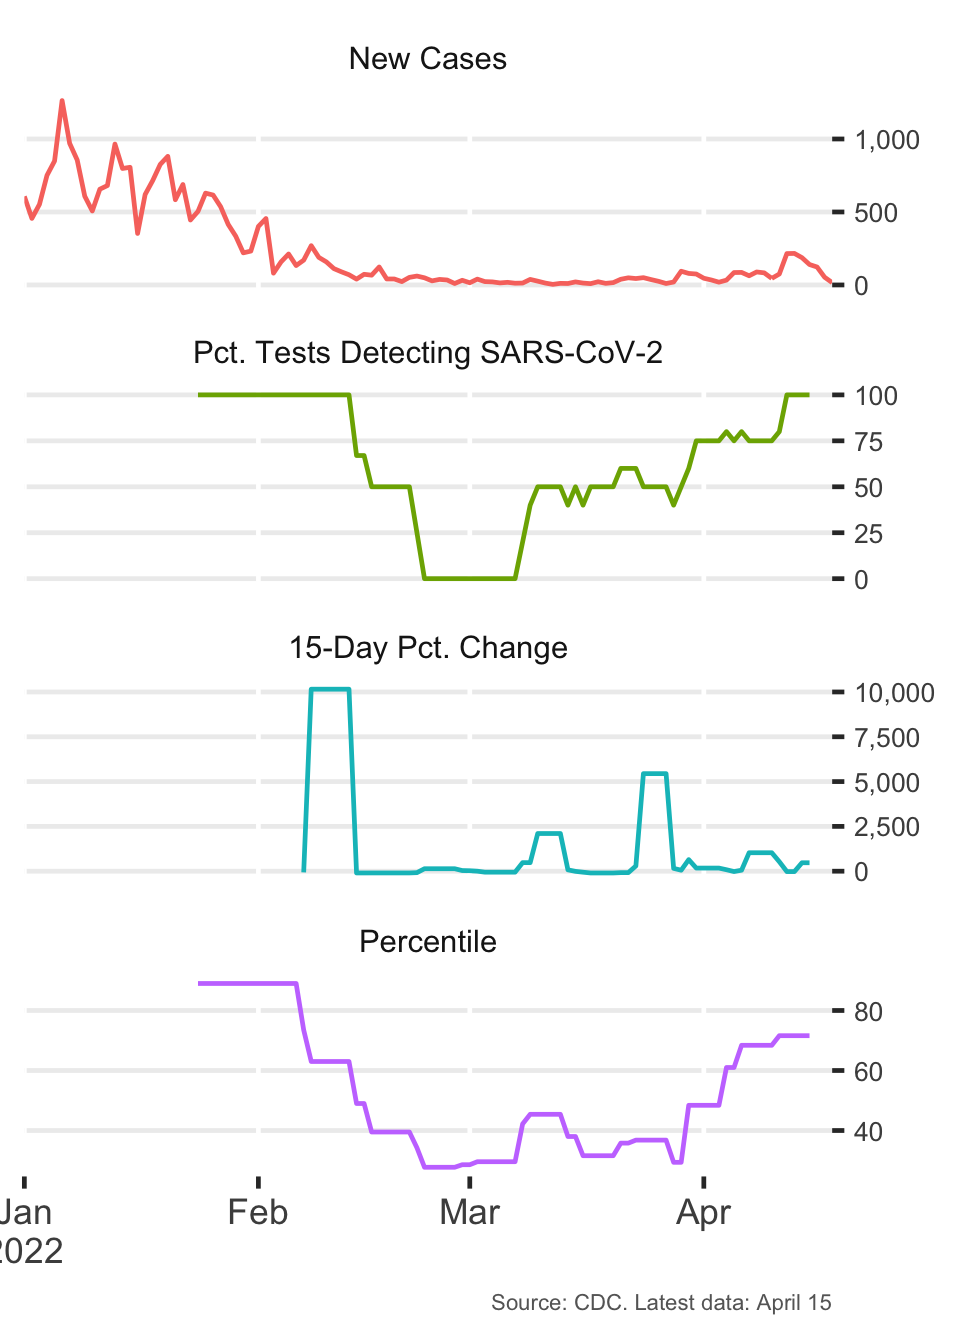 New Cases
1,000
500
0
Pct. Tests Detecting SARS-CoV-2
100
75
50
25
0
15-Day Pct. Change
10,000
7,500
5,000
2,500
0
Percentile
80
60
40
Jan Feb Mar Apr
2022
Source: CDC. Latest data: April 15